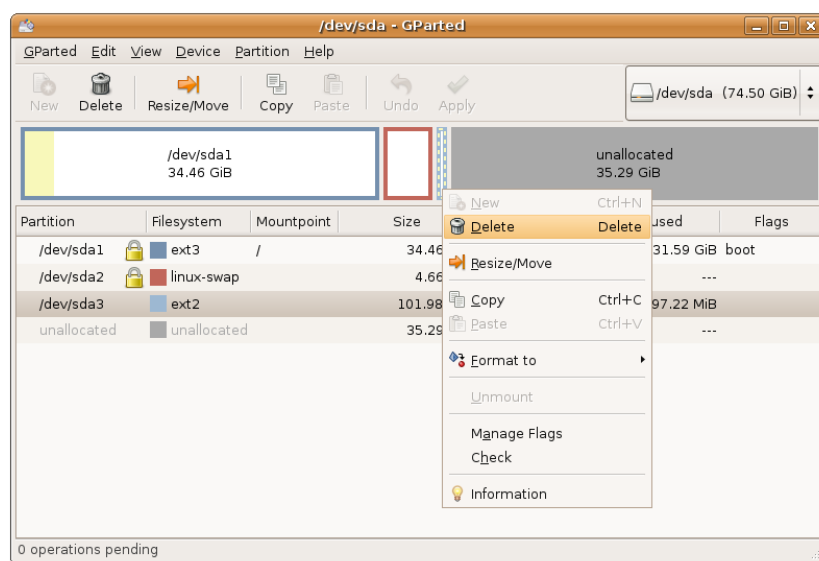 /dev/sda - GParted
GParted Edit View Device Partition Help
New Delete Resize/Move Copy Paste Undo Apply /dev/sda (74.50 GiB)
/dev/sda1
34.46 GiB
unallocated
35.29 GiB
Partition Filesystem Mountpoint Size used Flags
/dev/sda1 ext3 / 34.46 31.59 GiB boot
/dev/sda2 linux-swap 4.66 ---
/dev/sda3 ext2 101.98 97.22 MiB
unallocated unallocated 35.29 ---
New Ctrl+N
Delete Delete
Resize/Move
Copy Ctrl+C
Paste Ctrl+V
Format to
Unmount
Manage Flags
Check
Information
0 operations pending